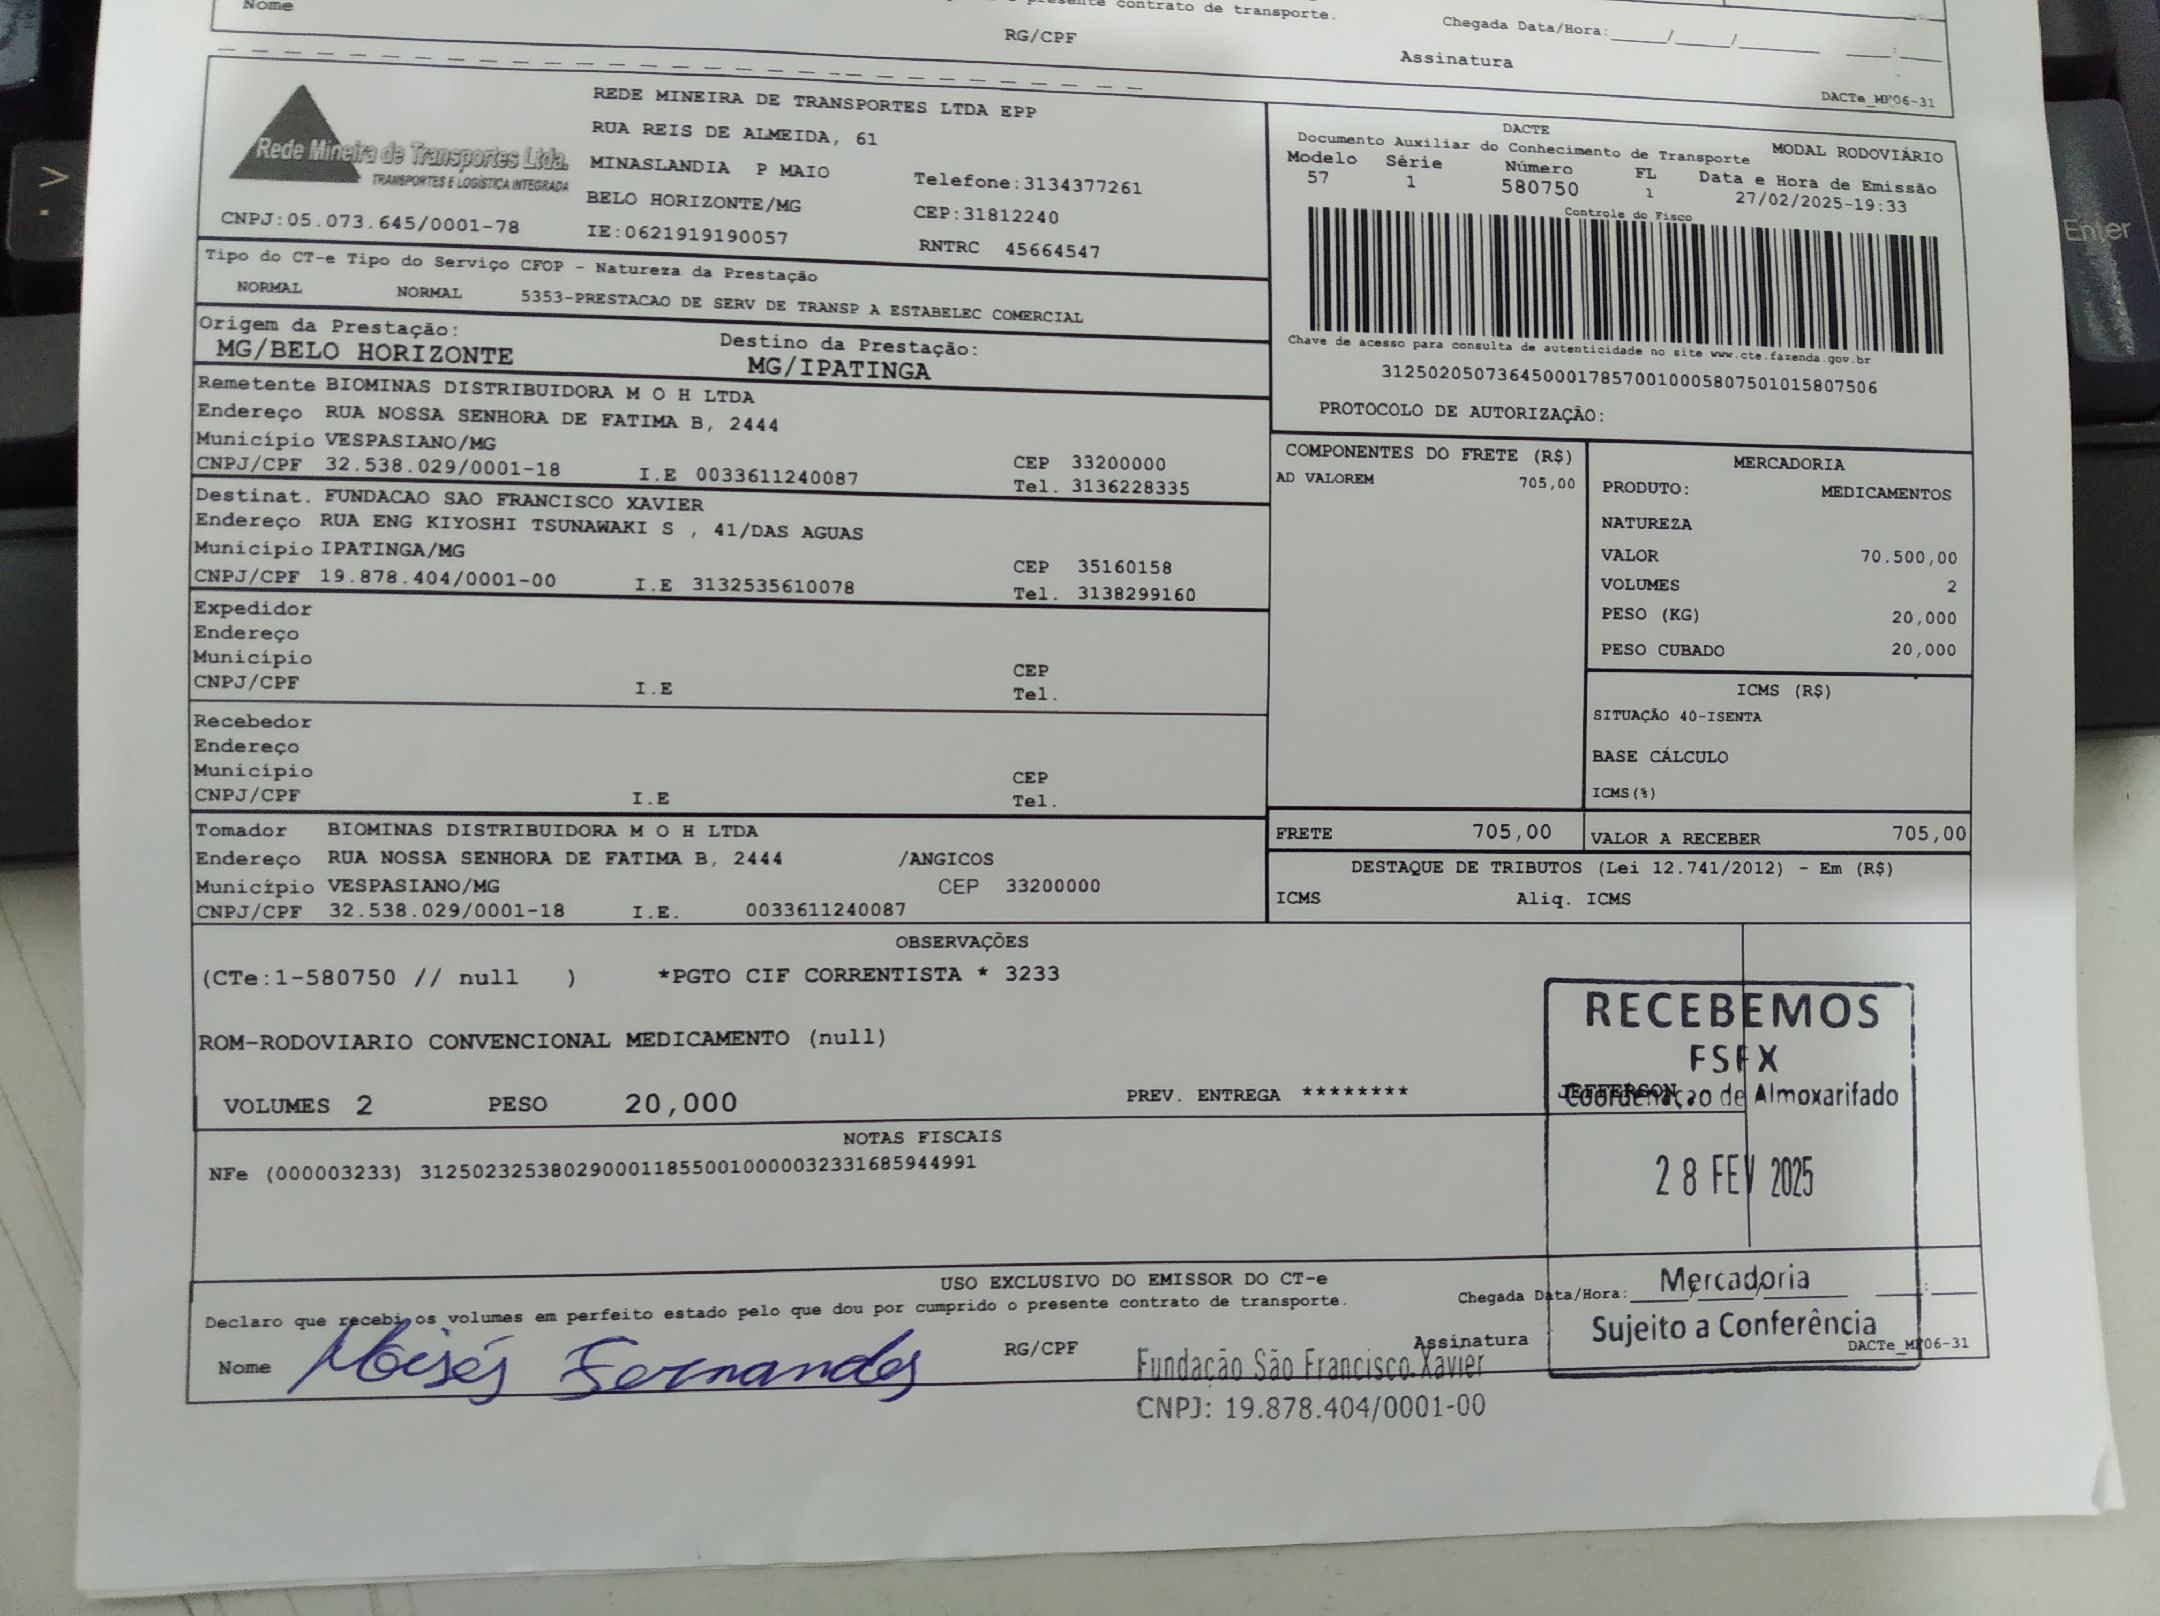 Nome
presente contrato de transporte.
Chegada Data/Hora:_____/_____/_______ ____:____
RG/CPF
Assinatura
DACTe_MP06-31
Rede Mineira de Transportes Ltda.
TRANSPORTES E LOGÍSTICA INTEGRADA
CNPJ:05.073.645/0001-78
REDE MINEIRA DE TRANSPORTES LTDA EPP
RUA REIS DE ALMEIDA, 61
MINASLANDIA P MAIO Telefone:3134377261
BELO HORIZONTE/MG CEP:31812240
IE:0621919190057 RNTRC 45664547
DACTE
Documento Auxiliar do Conhecimento de Transporte MODAL RODOVIÁRIO
Modelo Série Número FL Data e Hora de Emissão
57 1 580750 1 27/02/2025-19:33
Controle do Fisco
Chave de acesso para consulta de autenticidade no site www.cte.fazenda.gov.br
31250205073645000178570010005807501015807506
PROTOCOLO DE AUTORIZAÇÃO:
Tipo do CT-e Tipo do Serviço CFOP - Natureza da Prestação
NORMAL NORMAL 5353-PRESTACAO DE SERV DE TRANSP A ESTABELEC COMERCIAL
Origem da Prestação: Destino da Prestação:
MG/BELO HORIZONTE MG/IPATINGA
Remetente BIOMINAS DISTRIBUIDORA M O H LTDA
Endereço RUA NOSSA SENHORA DE FATIMA B, 2444
Município VESPASIANO/MG CEP 33200000
CNPJ/CPF 32.538.029/0001-18 I.E 0033611240087 Tel. 3136228335
Destinat. FUNDACAO SAO FRANCISCO XAVIER
Endereço RUA ENG KIYOSHI TSUNAWAKI S , 41/DAS AGUAS
Município IPATINGA/MG CEP 35160158
CNPJ/CPF 19.878.404/0001-00 I.E 3132535610078 Tel. 3138299160
Expedidor
Endereço
Município CEP
CNPJ/CPF I.E Tel.
Recebedor
Endereço
Município CEP
CNPJ/CPF I.E Tel.
Tomador BIOMINAS DISTRIBUIDORA M O H LTDA
Endereço RUA NOSSA SENHORA DE FATIMA B, 2444 /ANGICOS
Município VESPASIANO/MG CEP 33200000
CNPJ/CPF 32.538.029/0001-18 I.E. 0033611240087
COMPONENTES DO FRETE (R$)
AD VALOREM 705,00
MERCADORIA
PRODUTO: MEDICAMENTOS
NATUREZA
VALOR 70.500,00
VOLUMES 2
PESO (KG) 20,000
PESO CUBADO 20,000
ICMS (R$)
SITUAÇÃO 40-ISENTA
BASE CÁLCULO
ICMS(%)
FRETE 705,00 VALOR A RECEBER 705,00
DESTAQUE DE TRIBUTOS (Lei 12.741/2012) - Em (R$)
ICMS Aliq. ICMS
OBSERVAÇÕES
(CTe:1-580750 // null ) *PGTO CIF CORRENTISTA * 3233
ROM-RODOVIARIO CONVENCIONAL MEDICAMENTO (null)
VOLUMES 2 PESO 20,000 PREV. ENTREGA ******** JEFFERSON
RECEBEMOS
FSFX
Coordenação de Almoxarifado
28 FEV 2025
Mercadoria
Sujeito a Conferência
NOTAS FISCAIS
NFe (000003233) 31250232538029000118550010000032331685944991
USO EXCLUSIVO DO EMISSOR DO CT-e
Declaro que recebi os volumes em perfeito estado pelo que dou por cumprido o presente contrato de transporte. Chegada Data/Hora:_____/_____/_______ ____:____
Nome Moisés Fernandes RG/CPF Assinatura DACTe_MP06-31
Fundação São Francisco Xavier
CNPJ: 19.878.404/0001-00
Enter